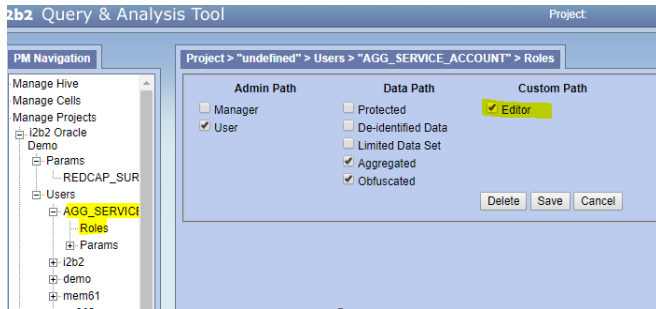 i2b2 Query & Analysis Tool
Project:
PM Navigation
Manage Hive
Manage Cells
Manage Projects
i2b2 Oracle
Demo
Params
REDCAP_SUR
Users
AGG_SERVICE
Roles
Params
i2b2
demo
mem61
Project > "undefined" > Users > "AGG_SERVICE_ACCOUNT" > Roles
Admin Path Data Path Custom Path
Manager Protected Editor
User De-identified Data
Limited Data Set
Aggregated
Obfuscated
Delete Save Cancel